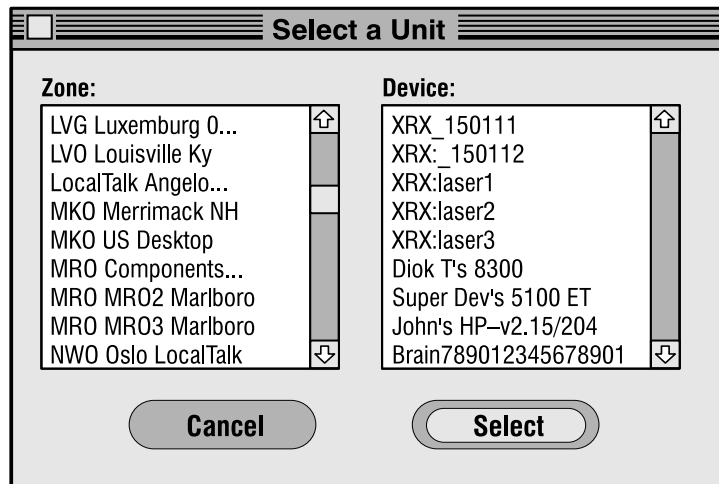 Select a Unit
Zone:
LVG Luxemburg 0...
LVO Louisville Ky
LocalTalk Angelo...
MKO Merrimack NH
MKO US Desktop
MRO Components...
MRO MRO2 Marlboro
MRO MRO3 Marlboro
NWO Oslo LocalTalk
Device:
XRX_150111
XRX:_150112
XRX:laser1
XRX:laser2
XRX:laser3
Diok T's 8300
Super Dev's 5100 ET
John's HP–v2.15/204
Brain789012345678901
Cancel
Select